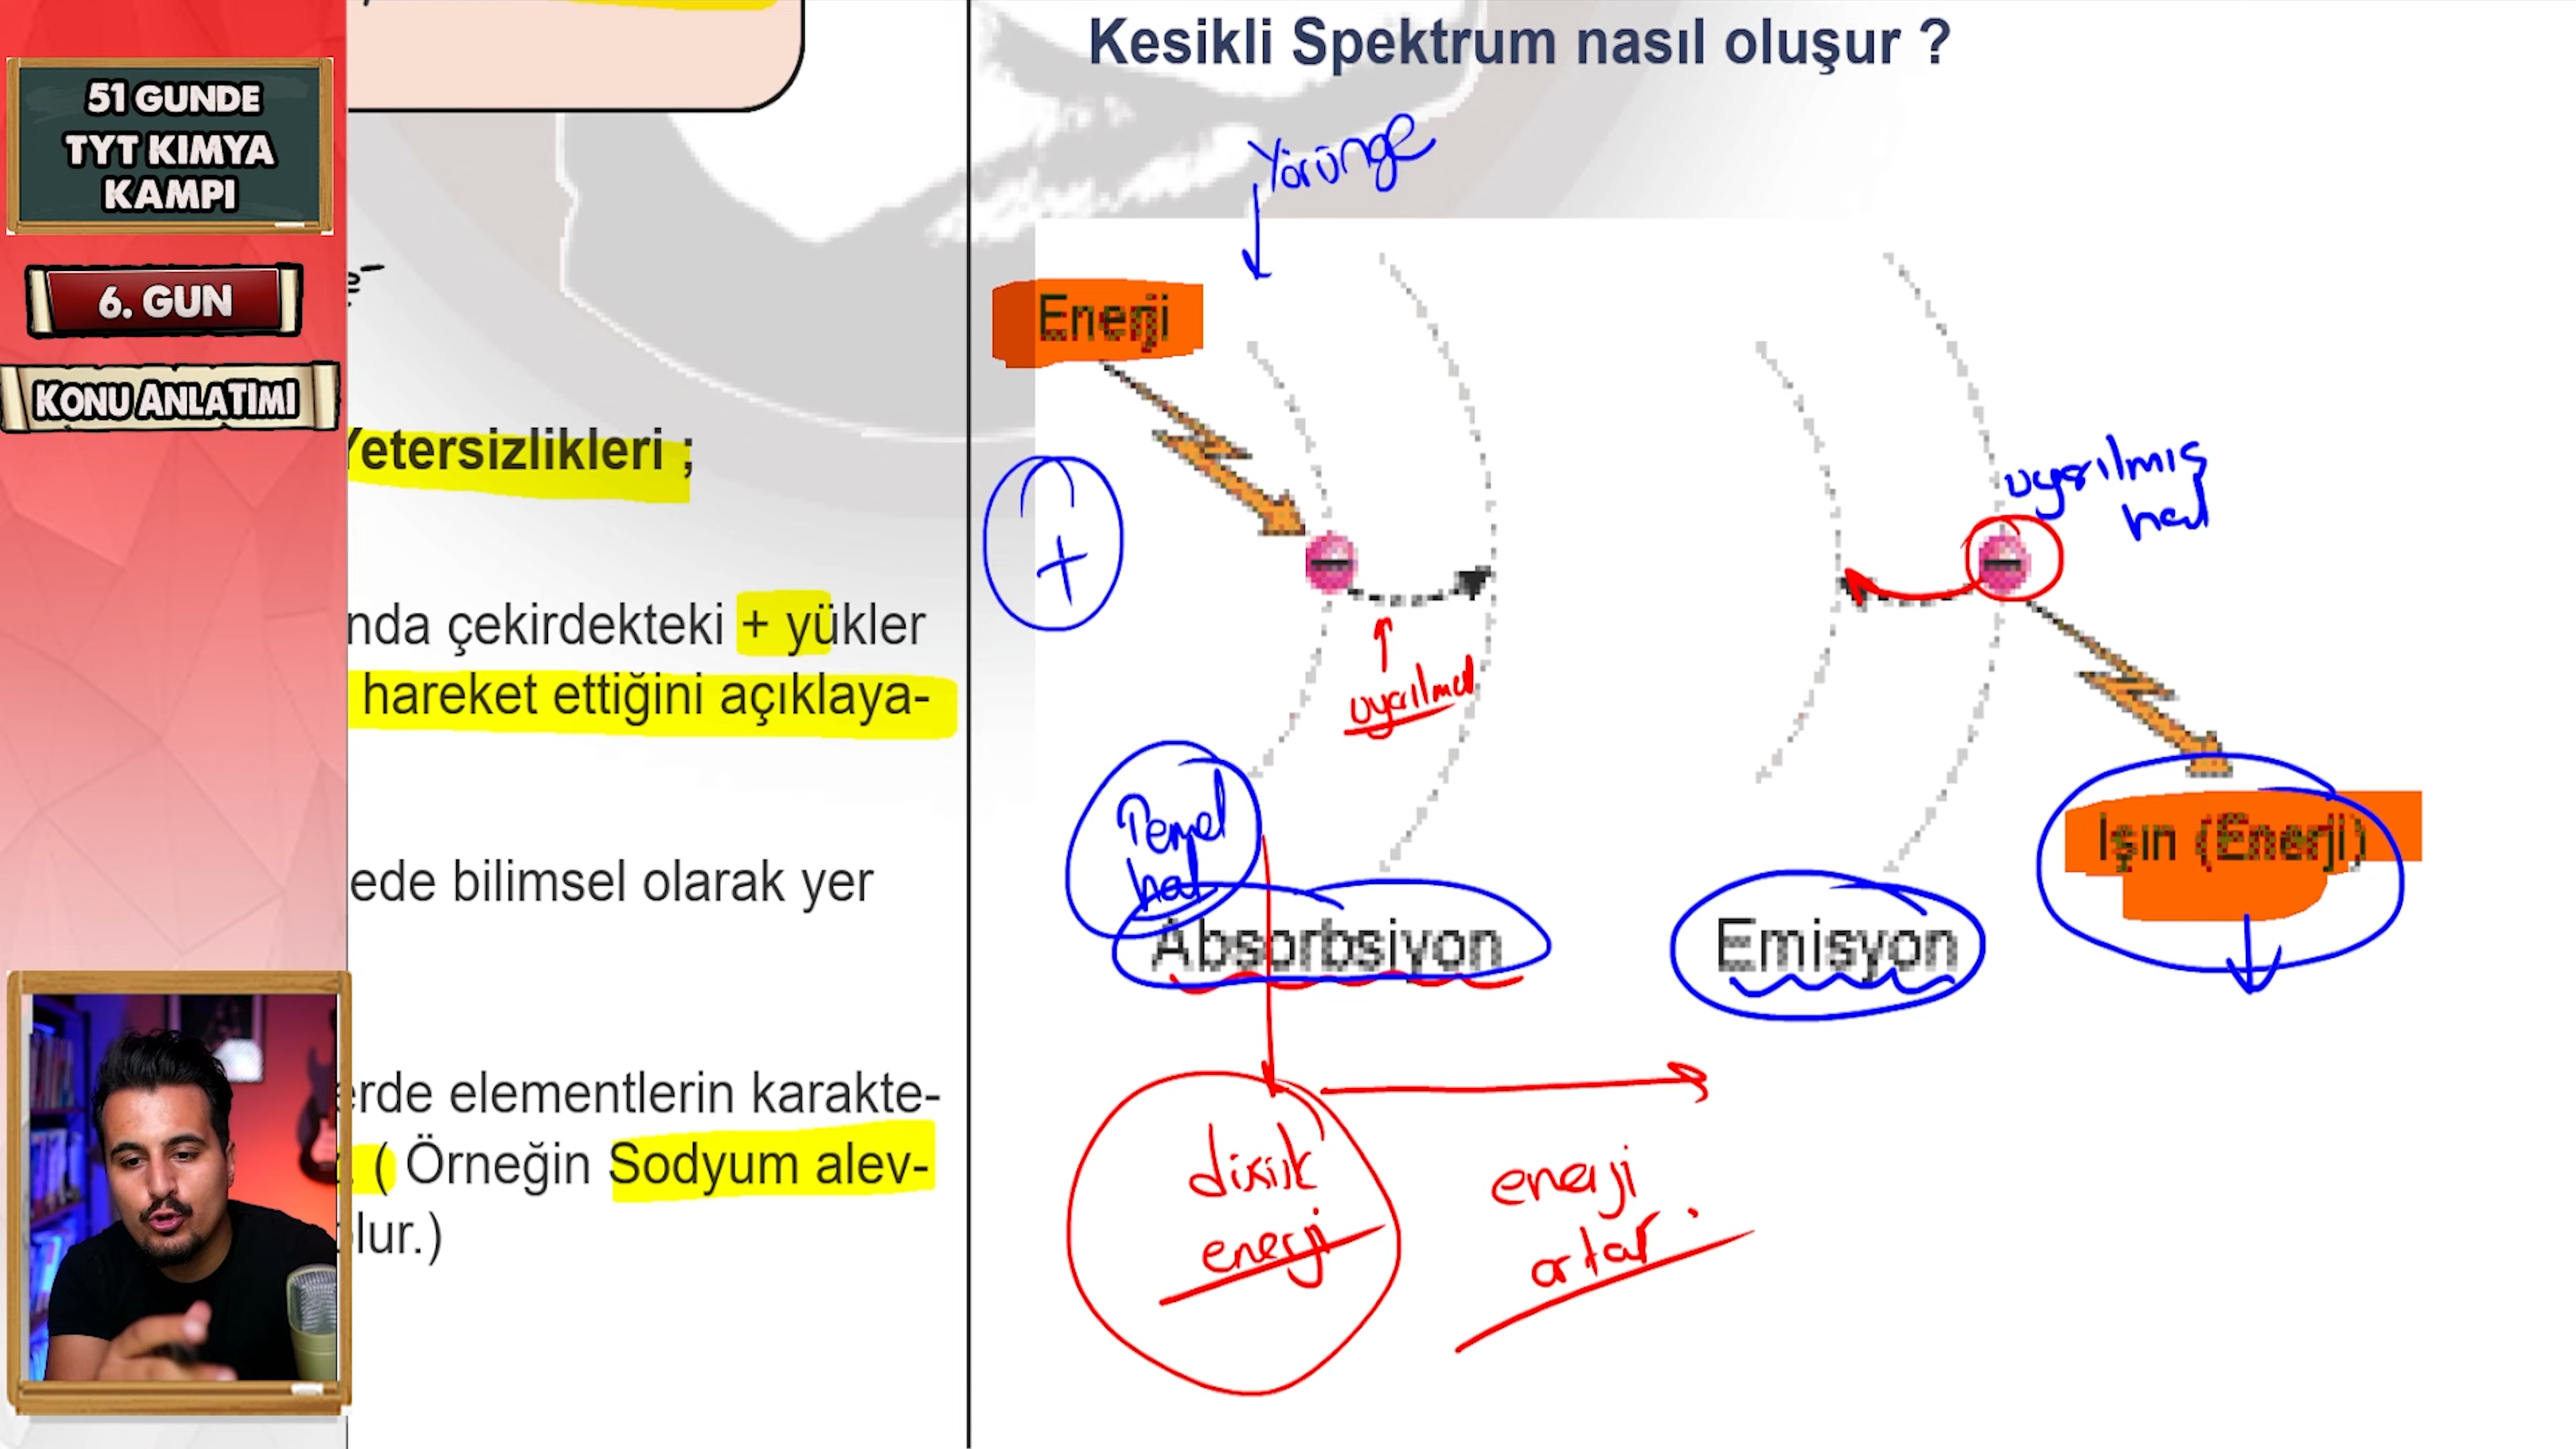 51 GUNDE
TYT KIMYA
KAMPI
6. GUN
KONU ANLATIMI
e-
Yetersizlikleri ;
nda çekirdekteki + yükler
hareket ettiğini açıklaya-
ede bilimsel olarak yer
erde elementlerin karakte-
( Örneğin Sodyum alev-
olur.)
Kesikli Spektrum nasıl oluşur ?
Yörünge
Enerji
+
uyarılma
uyarılmış
hal
Temel
hal
Işın (Enerji)
Absorbsiyon
Emisyon
düşük
enerji
enerji
artar.